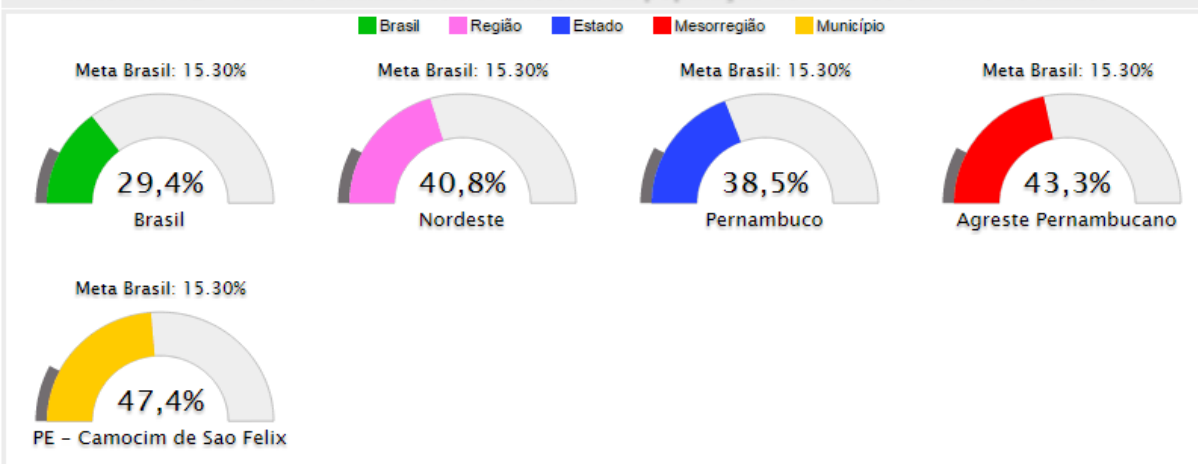 Brasil Região Estado Mesorregião Município
Meta Brasil: 15.30% Meta Brasil: 15.30% Meta Brasil: 15.30% Meta Brasil: 15.30%
29,4% 40,8% 38,5% 43,3%
Brasil Nordeste Pernambuco Agreste Pernambucano
Meta Brasil: 15.30%
47,4%
PE - Camocim de Sao Felix